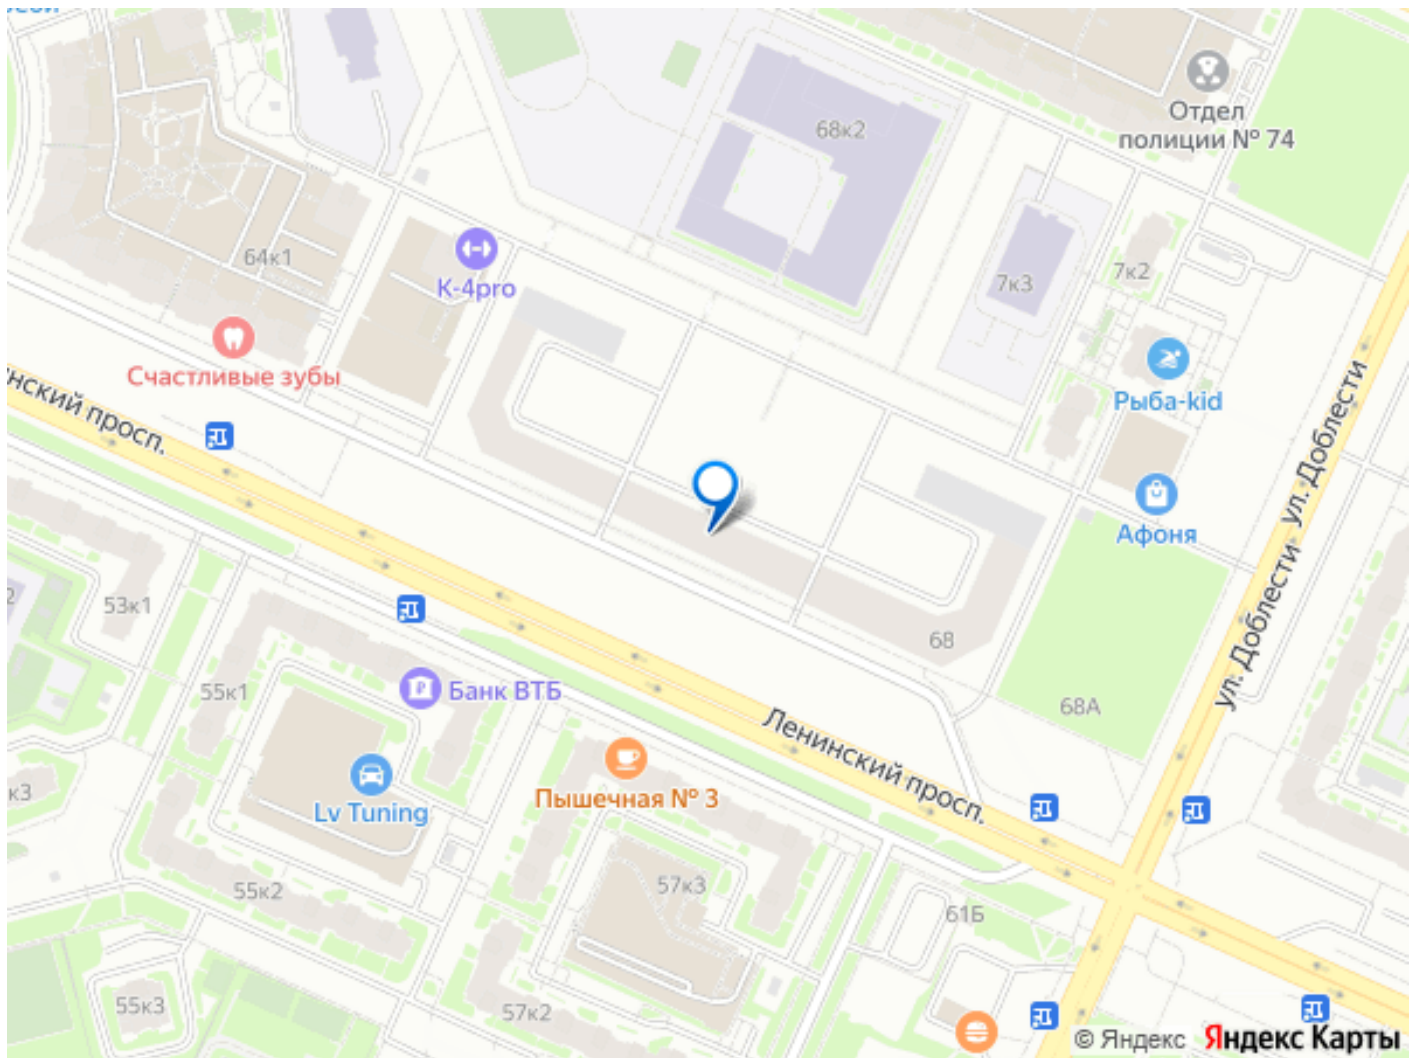 Отдел
полиции № 74
68к2
64к1
К-4pro
7к3
7к2
Счастливые зубы
Рыба-kid
нский просп.
ул. Доблести
Афоня
ул. Доблести
53к1
2
68
55к1
Банк ВТБ
68А
Ленинский просп.
к3
Lv Tuning
Пышечная № 3
55к2
57к3
61Б
55к3
57к2
© Яндекс Яндекс Карты